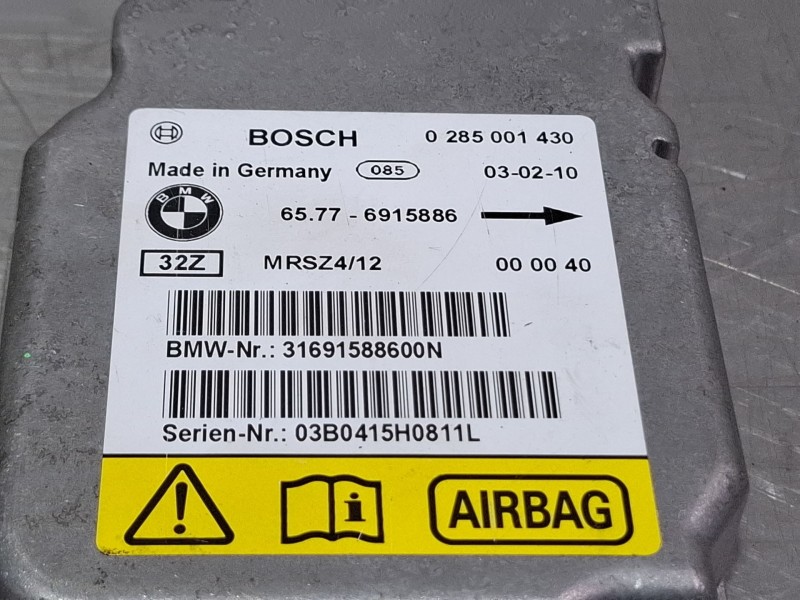 BOSCH 0 285 001 430
Made in Germany 085 03-02-10
BMW 65.77 - 6915886
32Z MRSZ4/12 00 00 40
BMW-Nr.: 31691588600N
Serien-Nr.: 03B0415H0811L
i AIRBAG